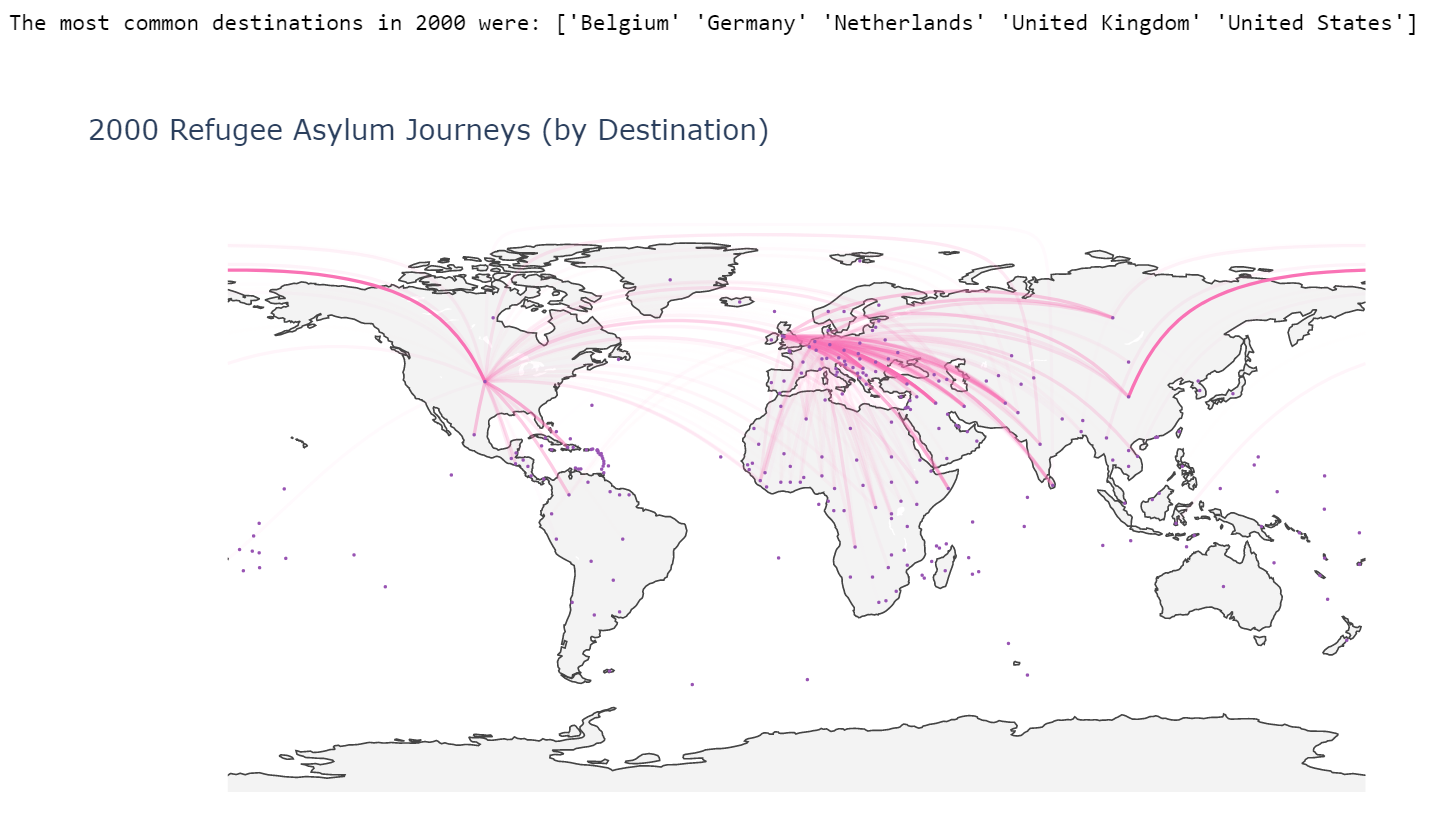 The most common destinations in 2000 were: ['Belgium' 'Germany' 'Netherlands' 'United Kingdom' 'United States']
2000 Refugee Asylum Journeys (by Destination)